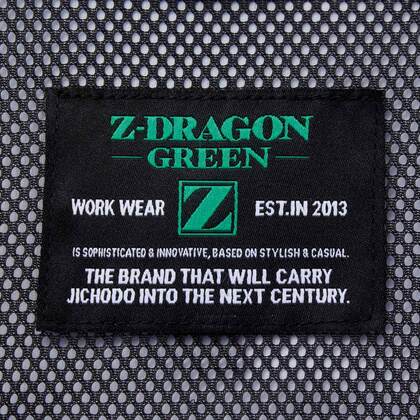 Z-DRAGON
GREEN
WORK WEAR Z EST.IN 2013
IS SOPHISTICATED & INNOVATIVE, BASED ON STYLISH & CASUAL.
THE BRAND THAT WILL CARRY
JICHODO INTO THE NEXT CENTURY.